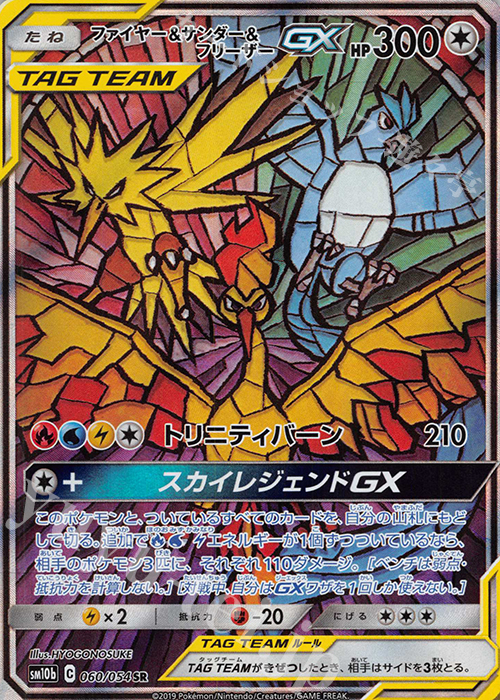 たね ファイヤー&サンダー&フリーザーGX HP300
TAG TEAM
トリニティバーン 210
+ スカイレジェンドGX
このポケモンと、ついているすべてのカードを、自分の山札にもど
して切る。追加でエネルギーが1個ずつついているなら、
相手のポケモン3匹に、それぞれ110ダメージ。[ベンチは弱点・
抵抗力を計算しない。] [対戦中、自分はGXワザを1回しか使えない。]
弱点 ×2 抵抗力 -20 にげる
Illus.HYOGONOSUKE
TAG TEAM ルール
sm10b C 060/054 SR
TAG TEAMがきぜつしたとき、相手はサイドを3枚とる。
©2019 Pokémon/Nintendo/Creatures/GAME FREAK.